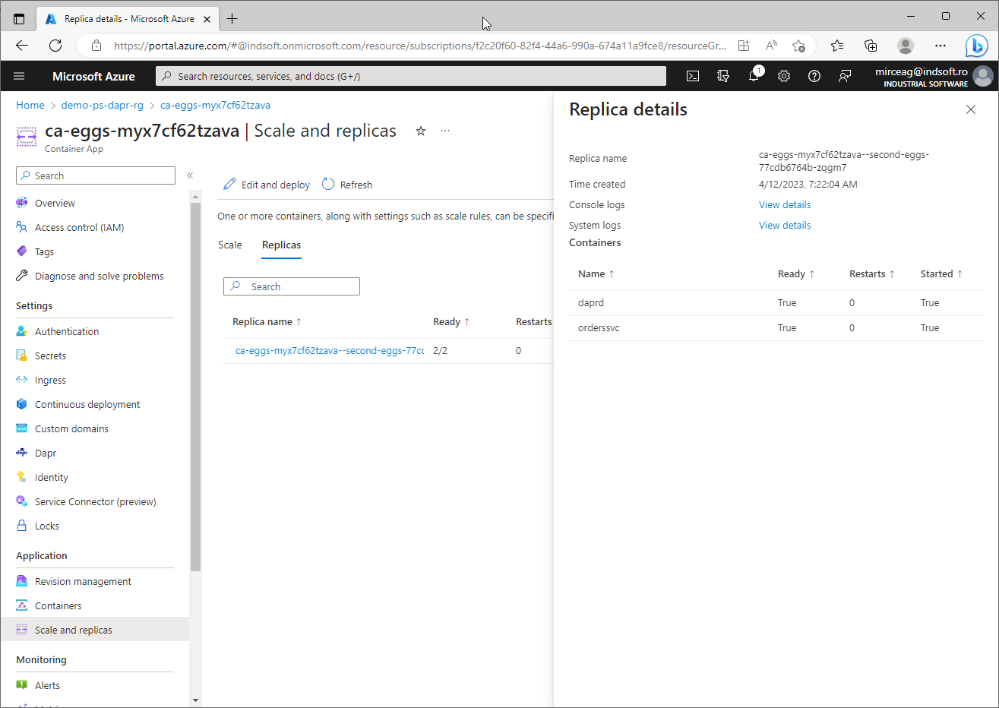 Replica details - Microsoft Azure
https://portal.azure.com/#@indsoft.onmicrosoft.com/resource/subscriptions/f2c20f60-82f4-44a6-990a-674a11a9fce8/resourceGr...
Microsoft Azure
Search resources, services, and docs (G+/)
1
mirceag@indsoft.ro
INDUSTRIAL SOFTWARE
Home > demo-ps-dapr-rg > ca-eggs-myx7cf62tzava
ca-eggs-myx7cf62tzava | Scale and replicas
Container App
Search
Overview
Access control (IAM)
Tags
Diagnose and solve problems
Settings
Authentication
Secrets
Ingress
Continuous deployment
Custom domains
dapr Dapr
Identity
Service Connector (preview)
Locks
Application
Revision management
Containers
Scale and replicas
Monitoring
Alerts
Edit and deploy Refresh
One or more containers, along with settings such as scale rules, can be specifi
Scale Replicas
Search
Replica name ↑ Ready ↑ Restarts
ca-eggs-myx7cf62tzava--second-eggs-77cc 2/2 0
Replica details
Replica name ca-eggs-myx7cf62tzava--second-eggs-
77cdb6764b-zqgm7
Time created 4/12/2023, 7:22:04 AM
Console logs View details
System logs View details
Containers
Name ↑ Ready ↑ Restarts ↑ Started ↑
daprd True 0 True
orderssvc True 0 True